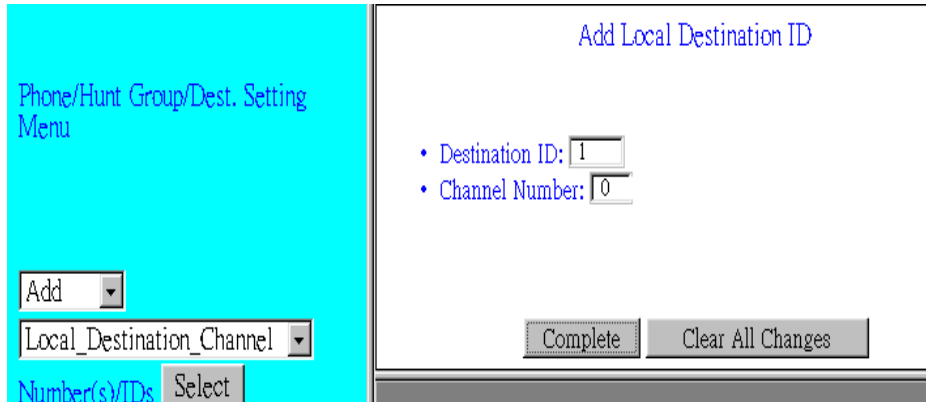 Phone/Hunt Group/Dest. Setting
Menu
Add
Local_Destination_Channel
Number(s)/IDs Select
Add Local Destination ID
• Destination ID: 1
• Channel Number: 0
Complete Clear All Changes